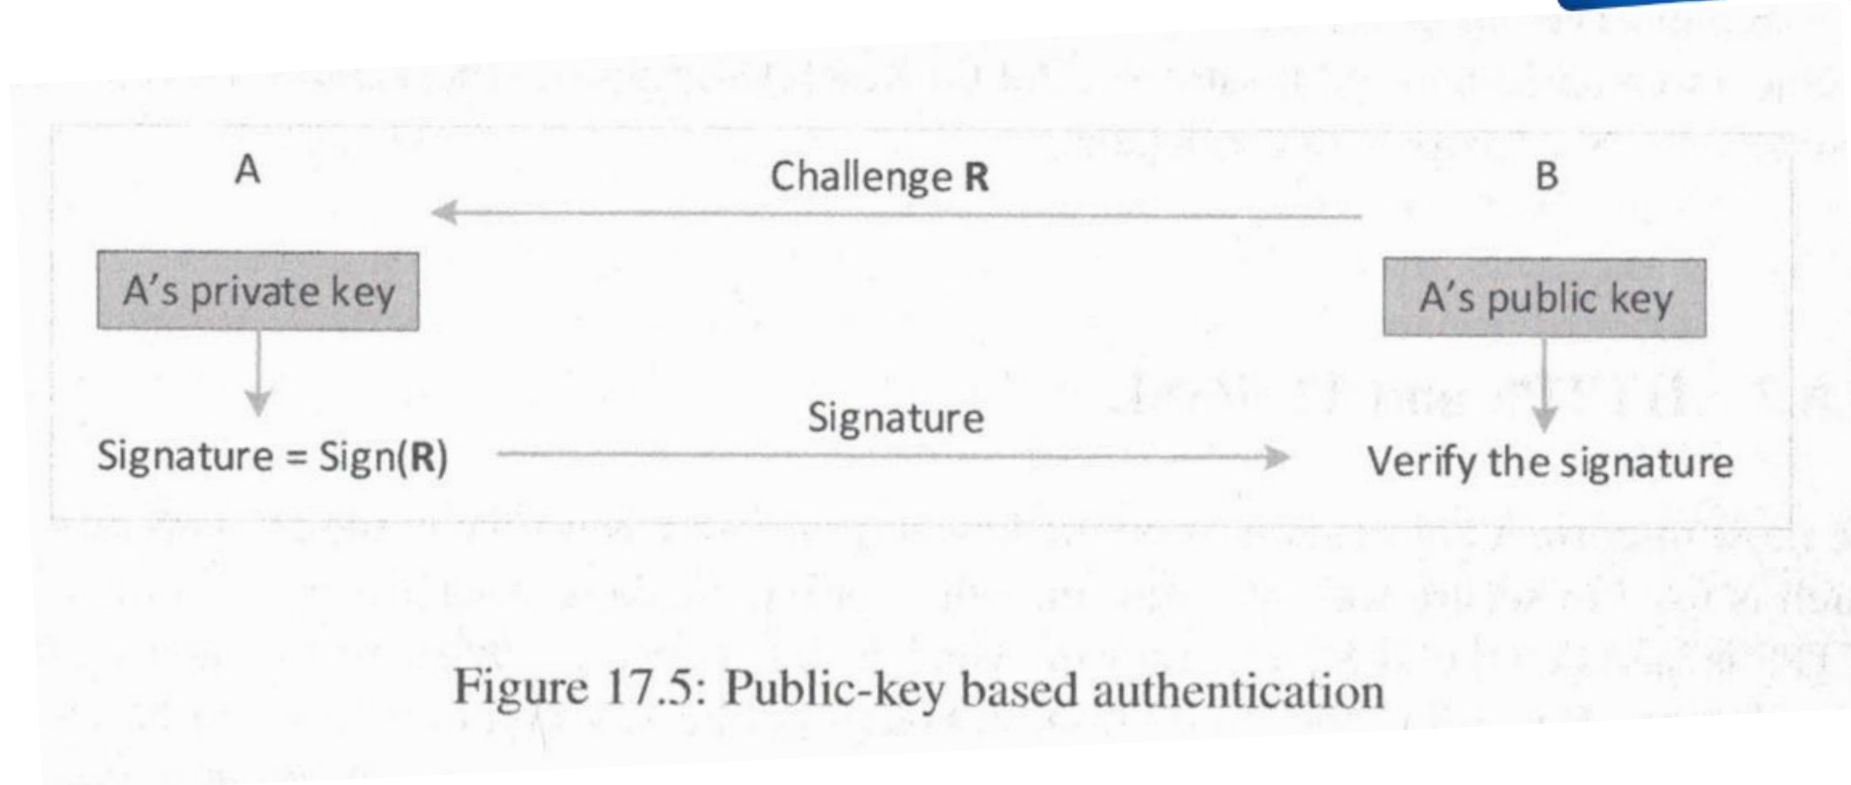 A
Challenge R
B
A's private key
A's public key
Signature
Signature = Sign(R)
Verify the signature
Figure 17.5: Public-key based authentication